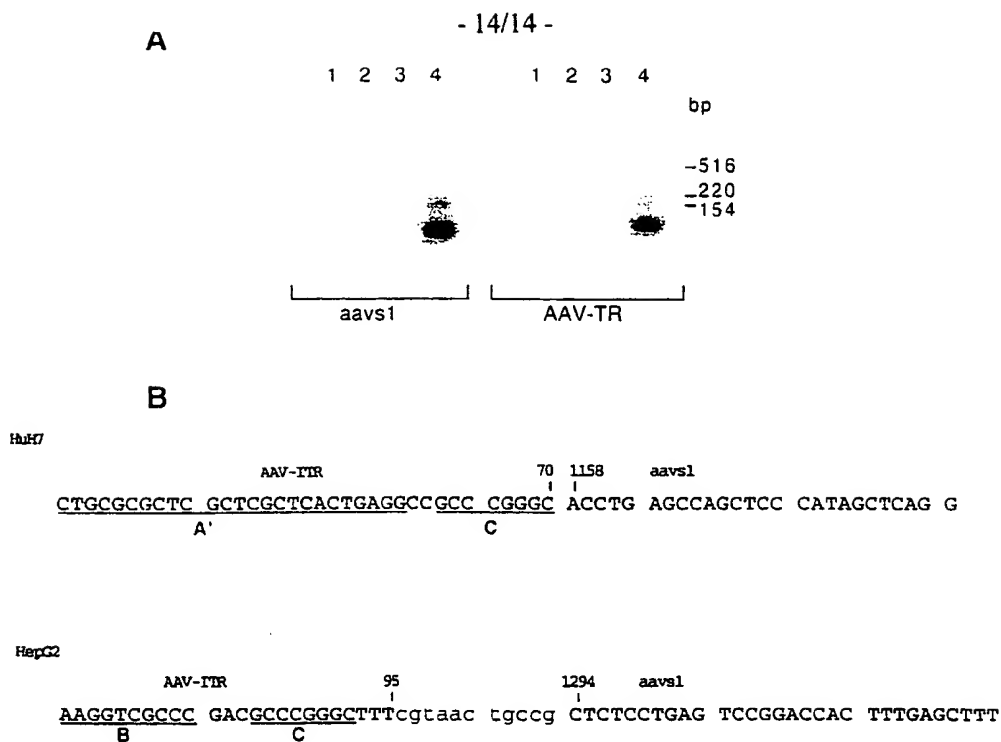 - 14/14 -
A
1 2 3 4 1 2 3 4
bp
516
220
154
aavs1 AAV-TR
B
HuH7
AAV-ITR 70 1158 aavs1
CTGCGCGCTC GCTCGCTCACTGAGGCCGCC CGGGC ACCTG AGCCAGCTCC CATAGCTCAG G
A' C
HepG2
AAV-ITR 95 1294 aavs1
AAGGTCGCCC GACGCCCGGGCTTTcgtaac tgccg CTCTCCTGAG TCCGGACCAC TTTGAGCTTT
B C